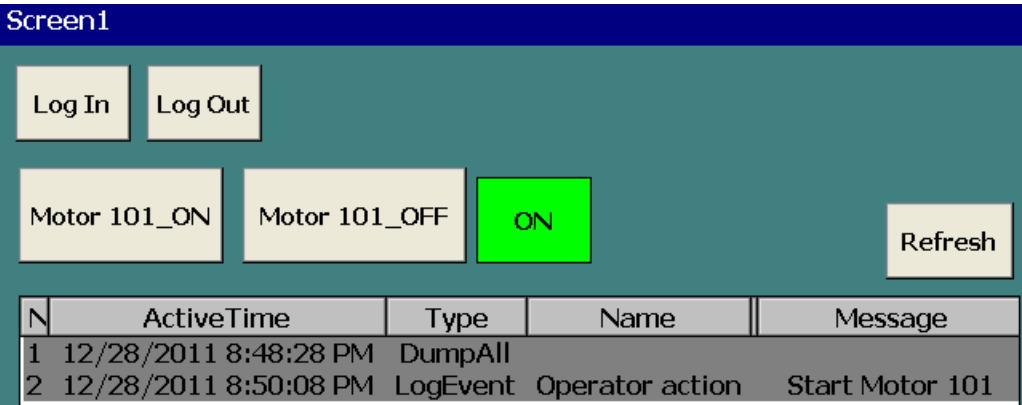 Screen1
Log In Log Out
Motor 101_ON Motor 101_OFF ON
Refresh
N ActiveTime Type Name Message
1 12/28/2011 8:48:28 PM DumpAll
2 12/28/2011 8:50:08 PM LogEvent Operator action Start Motor 101